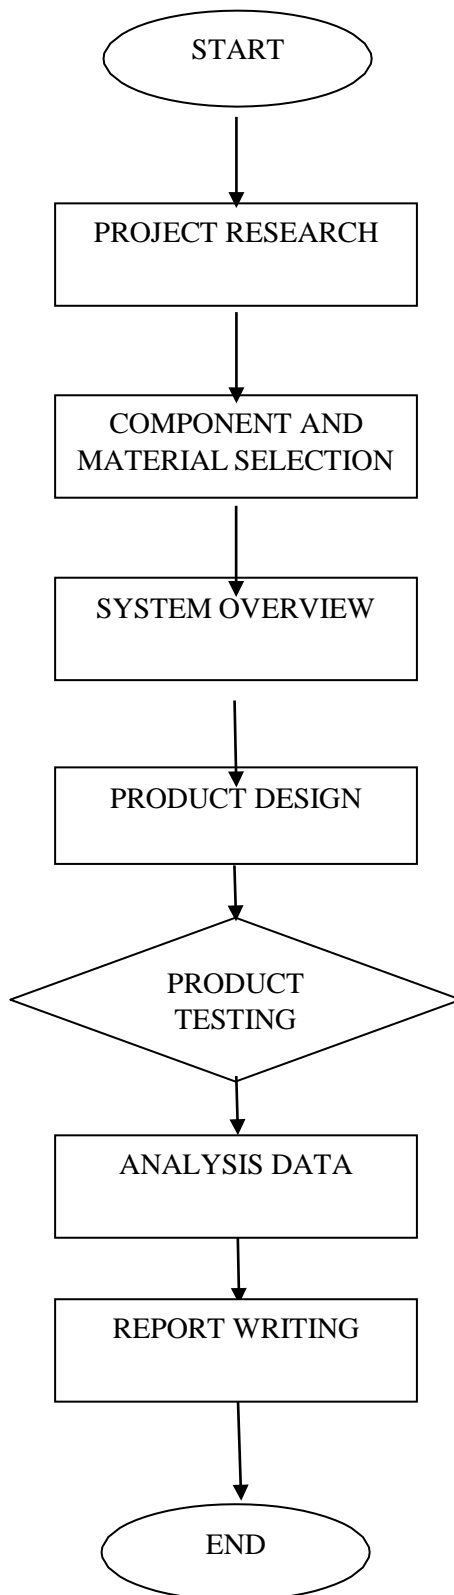 START
PROJECT RESEARCH
COMPONENT AND
MATERIAL SELECTION
SYSTEM OVERVIEW
PRODUCT DESIGN
PRODUCT
TESTING
ANALYSIS DATA
REPORT WRITING
END